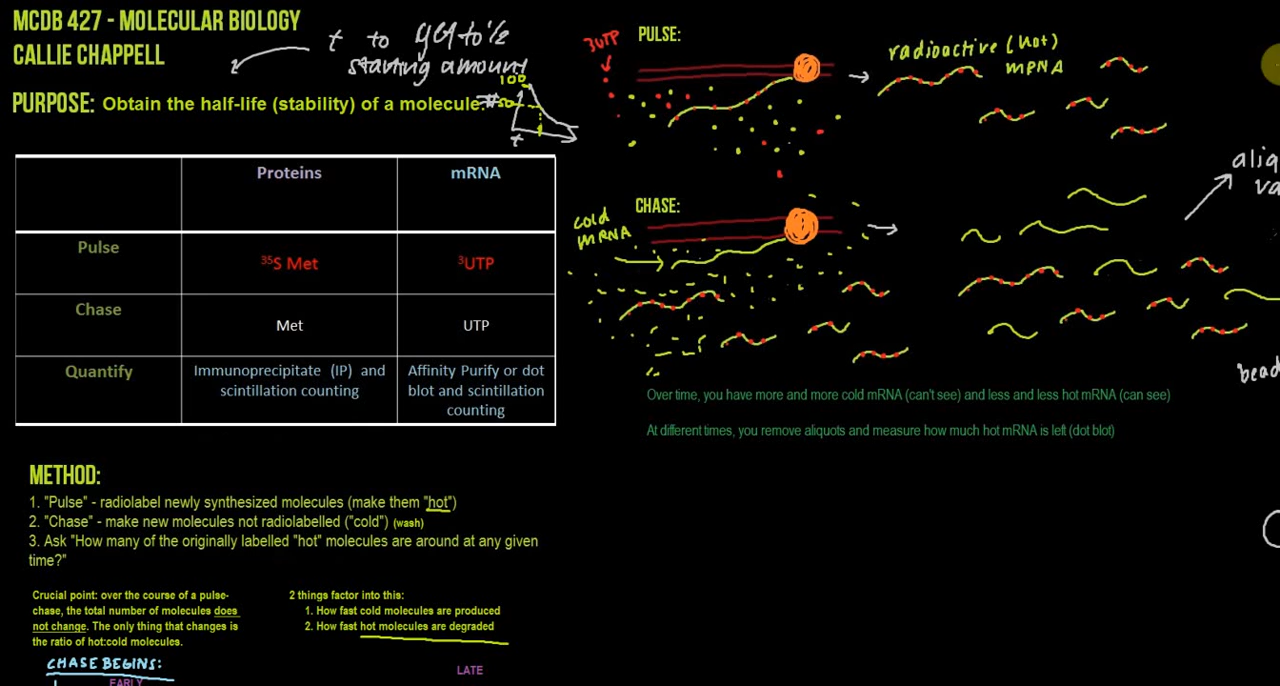 MCDB 427 - MOLECULAR BIOLOGY
CALLIE CHAPPELL
t to get to ½
starting amount
PURPOSE: Obtain the half-life (stability) of a molecule.
100
50
#
t
Proteins
mRNA
Pulse
³⁵S Met
³UTP
Chase
Met
UTP
Quantify
Immunoprecipitate (IP) and
scintillation counting
Affinity Purify or dot
blot and scintillation
counting
METHOD:
1. "Pulse" - radiolabel newly synthesized molecules (make them "hot")
2. "Chase" - make new molecules not radiolabelled ("cold") (wash)
3. Ask "How many of the originally labelled "hot" molecules are around at any given
time?"
Crucial point: over the course of a pulse-
chase, the total number of molecules does
not change. The only thing that changes is
the ratio of hot:cold molecules.
2 things factor into this:
1. How fast cold molecules are produced
2. How fast hot molecules are degraded
CHASE BEGINS:
EARLY
LATE
PULSE:
3UTP
radioactive (hot)
mRNA
CHASE:
cold
mRNA
aliq
va
bead
Over time, you have more and more cold mRNA (can't see) and less and less hot mRNA (can see)
At different times, you remove aliquots and measure how much hot mRNA is left (dot blot)